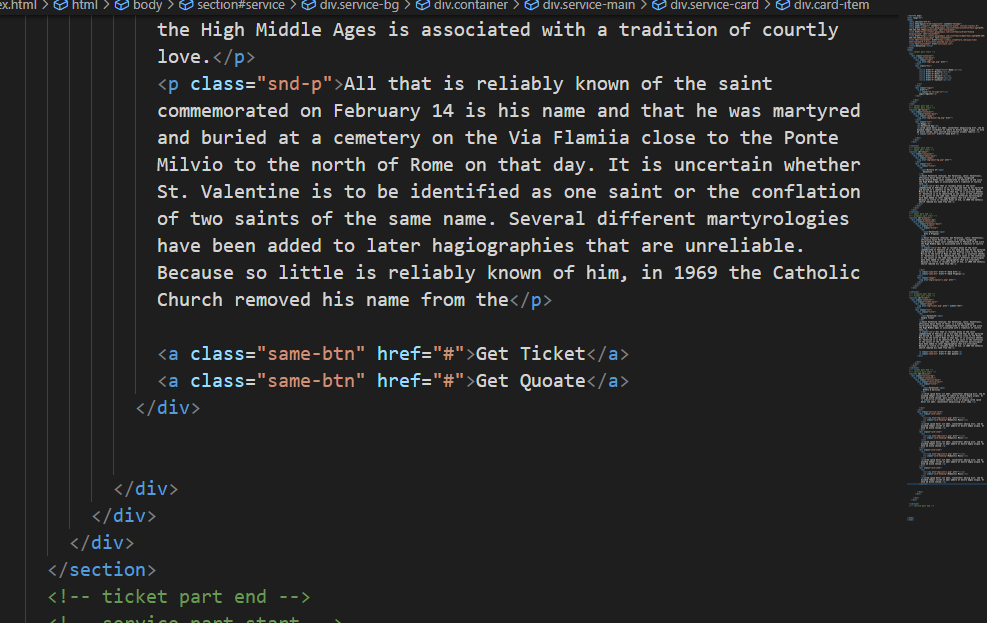 ex.html > html > body > section#service > div.service-bg > div.container > div.service-main > div.service-card > div.card-item
the High Middle Ages is associated with a tradition of courtly
love.</p>
<p class="snd-p">All that is reliably known of the saint
commemorated on February 14 is his name and that he was martyred
and buried at a cemetery on the Via Flamiia close to the Ponte
Milvio to the north of Rome on that day. It is uncertain whether
St. Valentine is to be identified as one saint or the conflation
of two saints of the same name. Several different martyrologies
have been added to later hagiographies that are unreliable.
Because so little is reliably known of him, in 1969 the Catholic
Church removed his name from the</p>
<a class="same-btn" href="#">Get Ticket</a>
<a class="same-btn" href="#">Get Quoate</a>
</div>
</div>
</div>
</div>
</section>
<!-- ticket part end -->
<!-- service part start -->